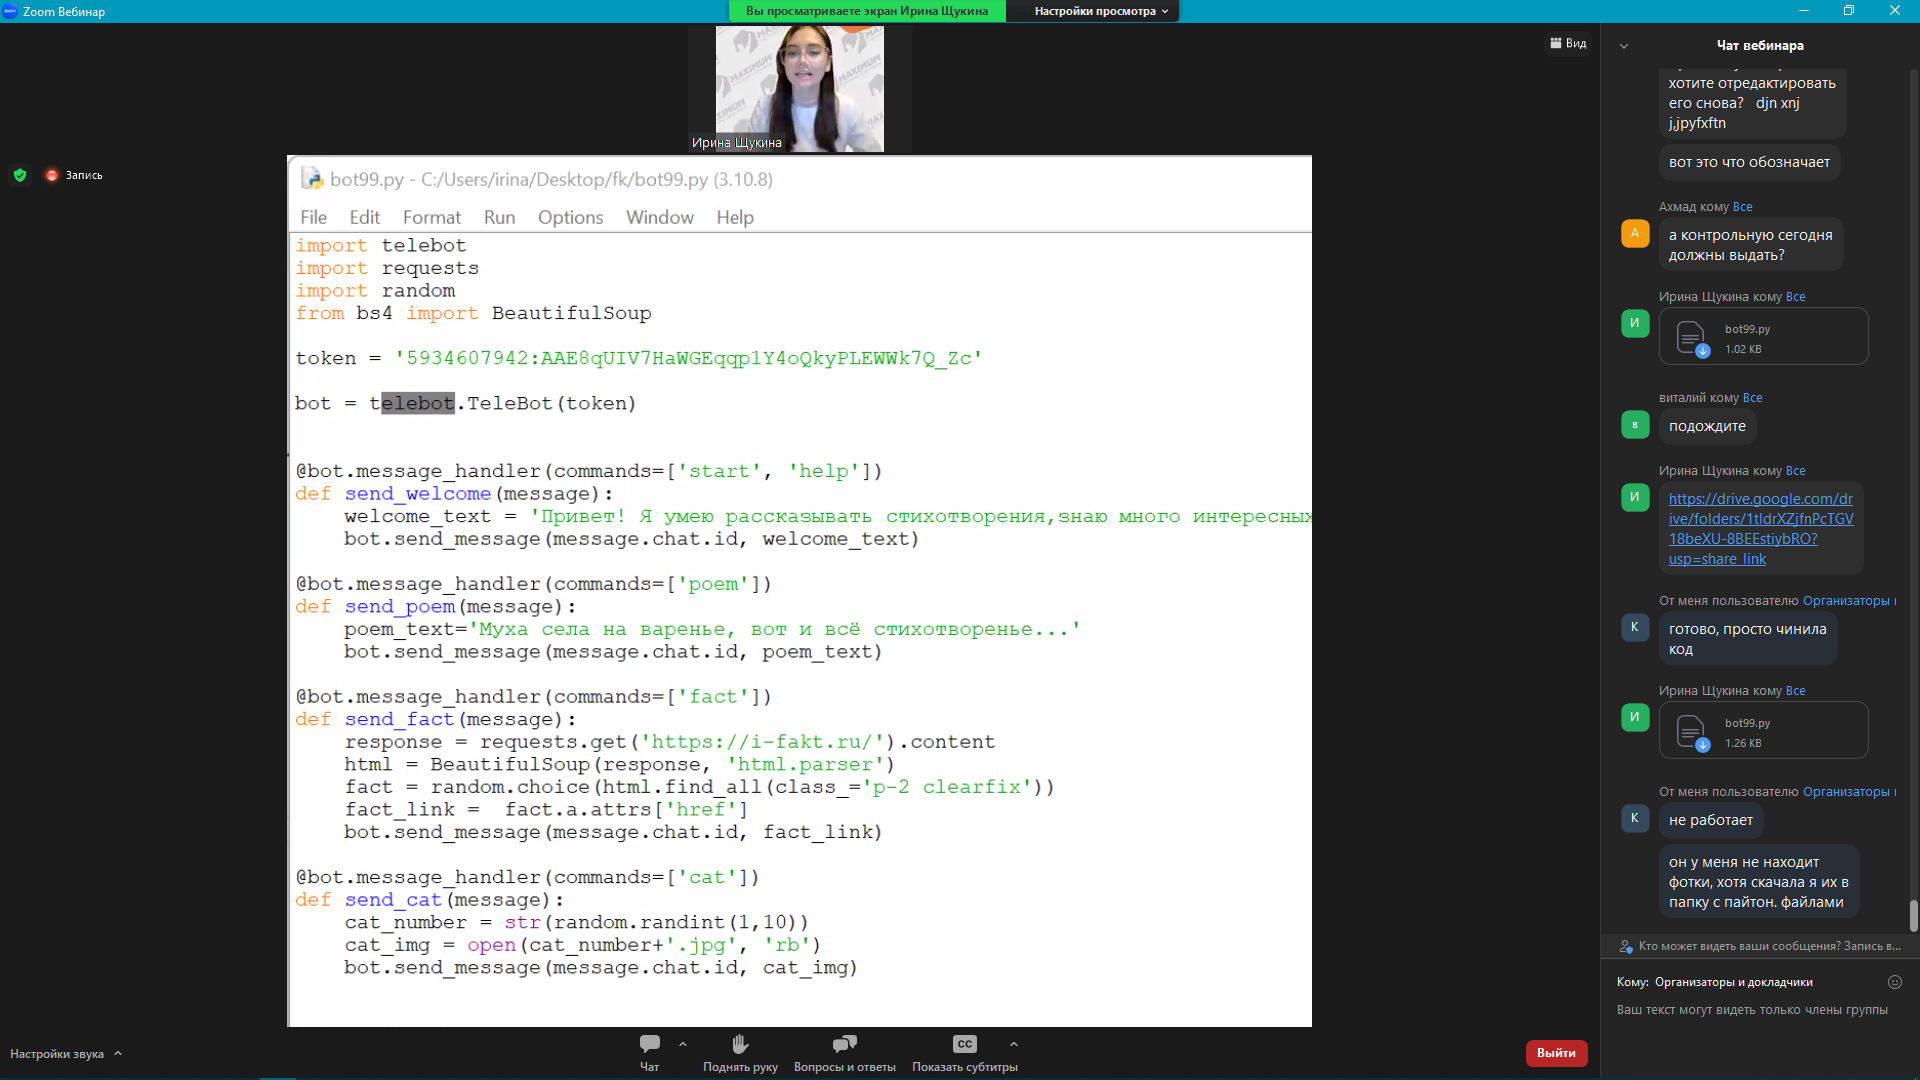 Zoom Вебинар
Вы просматриваете экран Ирина Щукина
Настройки просмотра
Вид
MAXIMUM
MAXIMUM
Ирина Щукина
Запись
bot99.py - C:/Users/irina/Desktop/fk/bot99.py (3.10.8)
File Edit Format Run Options Window Help
import telebot
import requests
import random
from bs4 import BeautifulSoup
token = '5934607942:AAE8qUIV7HaWGEqqp1Y4oQkyPLEWWk7Q_Zc'
bot = telebot.TeleBot(token)
@bot.message_handler(commands=['start', 'help'])
def send_welcome(message):
    welcome_text = 'Привет! Я умею рассказывать стихотворения,знаю много интересных
    bot.send_message(message.chat.id, welcome_text)
@bot.message_handler(commands=['poem'])
def send_poem(message):
    poem_text='Муха села на варенье, вот и всё стихотворенье...'
    bot.send_message(message.chat.id, poem_text)
@bot.message_handler(commands=['fact'])
def send_fact(message):
    response = requests.get('https://i-fakt.ru/').content
    html = BeautifulSoup(response, 'html.parser')
    fact = random.choice(html.find_all(class_='p-2 clearfix'))
    fact_link =  fact.a.attrs['href']
    bot.send_message(message.chat.id, fact_link)
@bot.message_handler(commands=['cat'])
def send_cat(message):
    cat_number = str(random.randint(1,10))
    cat_img = open(cat_number+'.jpg', 'rb')
    bot.send_message(message.chat.id, cat_img)
Чат вебинара
хотите отредактировать
его снова?   djn xnj
j,jpyfxftn
вот это что обозначает
Ахмад кому Все
А
а контрольную сегодня
должны выдать?
Ирина Щукина кому Все
И
bot99.py
1.02 KB
виталий кому Все
в
подождите
Ирина Щукина кому Все
И
https://drive.google.com/dr
ive/folders/1tldrXZjfnPcTGV
18beXU-8BEEstiybRO?
usp=share_link
От меня пользователю Организаторы
К
готово, просто чинила
код
Ирина Щукина кому Все
И
bot99.py
1.26 KB
От меня пользователю Организаторы
К
не работает
он у меня не находит
фотки, хотя скачала я их в
папку с пайтон. файлами
Кто может видеть ваши сообщения? Запись в...
Кому: Организаторы и докладчики
Ваш текст могут видеть только члены группы
Настройки звука
Чат
Поднять руку
Вопросы и ответы
CC
Показать субтитры
Выйти